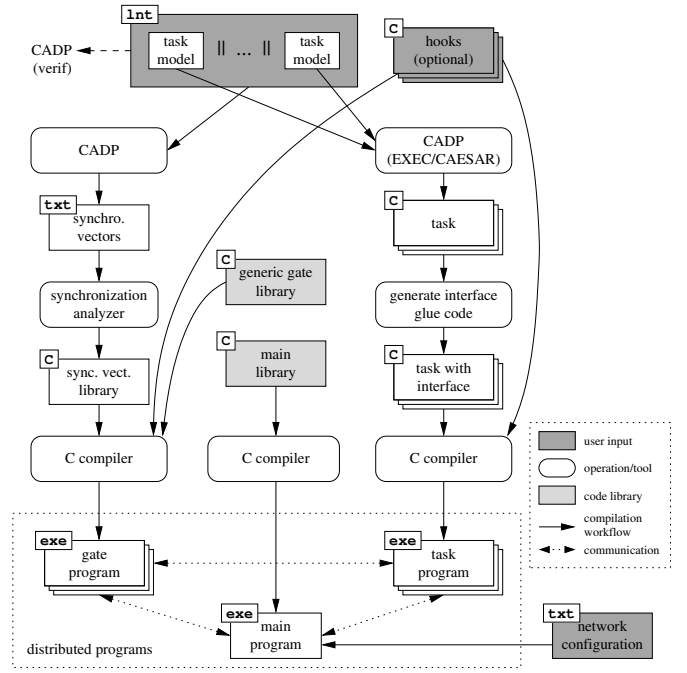 lnt
task
model
|| ... ||
task
model
CADP
(verif)
C
hooks
(optional)
CADP
CADP
(EXEC/CAESAR)
txt
synchro.
vectors
C
task
C
generic gate
library
synchronization
analyzer
generate interface
glue code
C
main
library
C
sync. vect.
library
C
task with
interface
C compiler
C compiler
C compiler
user input
operation/tool
code library
compilation
workflow
communication
exe
gate
program
exe
task
program
exe
main
program
txt
network
configuration
distributed programs